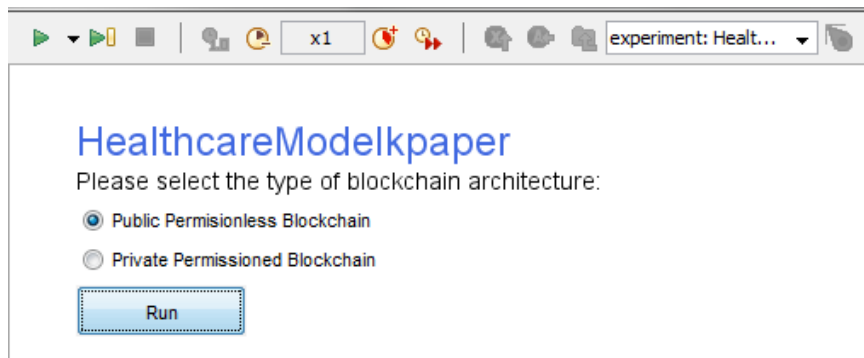 x1 experiment: Healt...
HealthcareModelkpaper
Please select the type of blockchain architecture:
Public Permisionless Blockchain
Private Permissioned Blockchain
Run